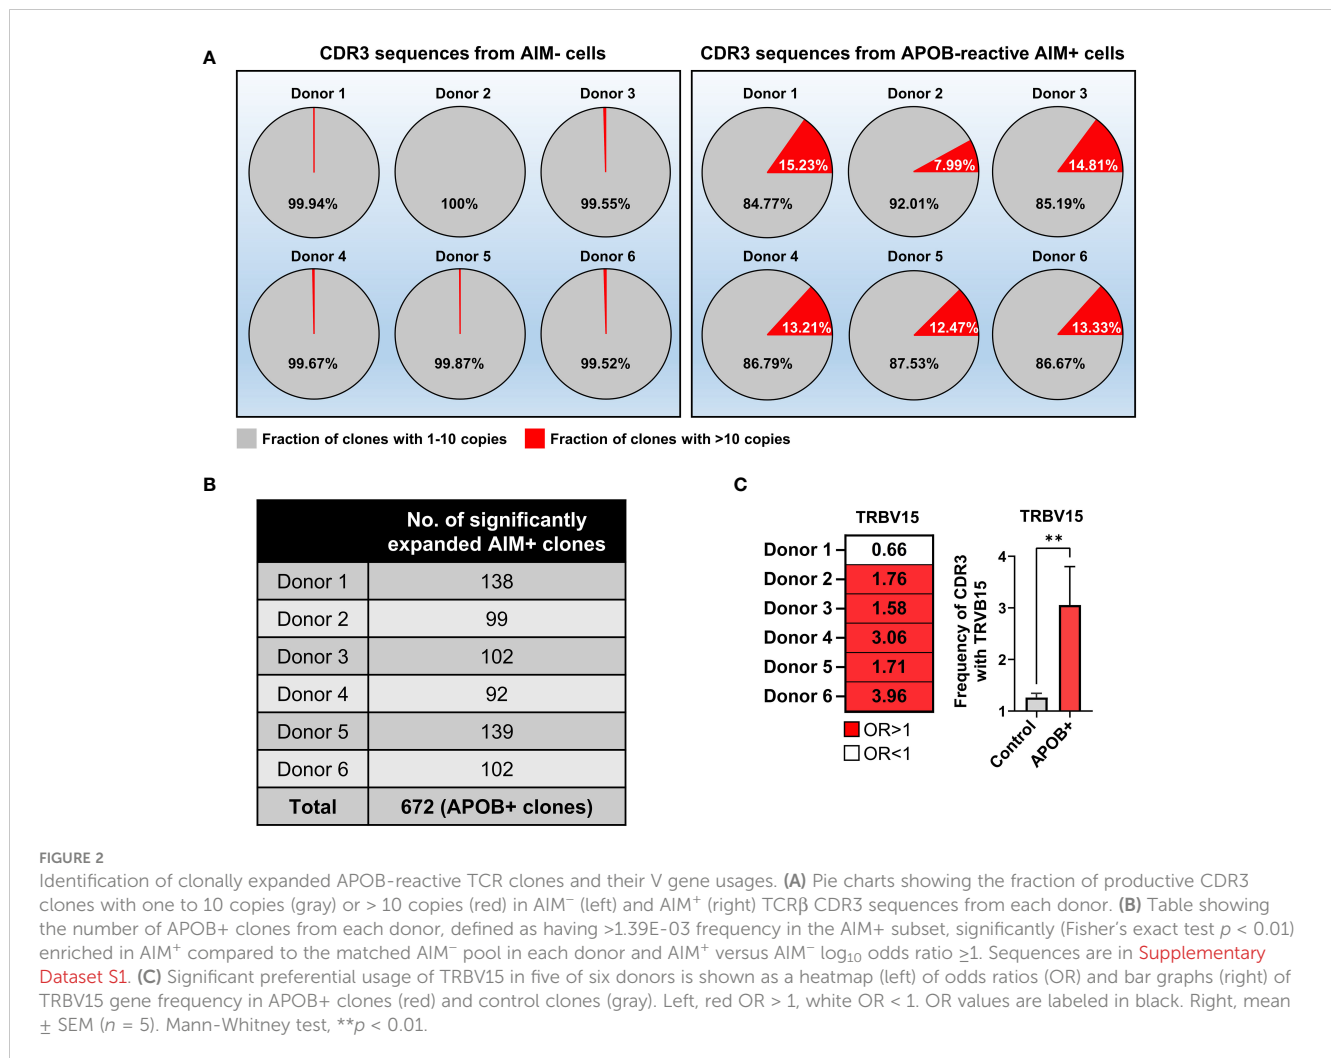 A
CDR3 sequences from AIM- cells
CDR3 sequences from APOB-reactive AIM+ cells
Donor 1 Donor 2 Donor 3
99.94% 100% 99.55%
Donor 4 Donor 5 Donor 6
99.67% 99.87% 99.52%
Donor 1 Donor 2 Donor 3
15.23% 7.99% 14.81%
84.77% 92.01% 85.19%
Donor 4 Donor 5 Donor 6
13.21% 12.47% 13.33%
86.79% 87.53% 86.67%
Fraction of clones with 1-10 copies Fraction of clones with >10 copies
B
No. of significantly
expanded AIM+ clones
Donor 1 138
Donor 2 99
Donor 3 102
Donor 4 92
Donor 5 139
Donor 6 102
Total 672 (APOB+ clones)
C
TRBV15
Donor 1 0.66
Donor 2 1.76
Donor 3 1.58
Donor 4 3.06
Donor 5 1.71
Donor 6 3.96
OR>1
OR<1
TRBV15
**
Frequency of CDR3
with TRVB15
4
3
2
1
Control
APOB+
FIGURE 2
Identification of clonally expanded APOB-reactive TCR clones and their V gene usages. (A) Pie charts showing the fraction of productive CDR3
clones with one to 10 copies (gray) or > 10 copies (red) in AIM⁻ (left) and AIM⁺ (right) TCRβ CDR3 sequences from each donor. (B) Table showing
the number of APOB+ clones from each donor, defined as having >1.39E-03 frequency in the AIM+ subset, significantly (Fisher's exact test p < 0.01)
enriched in AIM⁺ compared to the matched AIM⁻ pool in each donor and AIM⁺ versus AIM⁻ log₁₀ odds ratio ≥1. Sequences are in Supplementary
Dataset S1. (C) Significant preferential usage of TRBV15 in five of six donors is shown as a heatmap (left) of odds ratios (OR) and bar graphs (right) of
TRBV15 gene frequency in APOB+ clones (red) and control clones (gray). Left, red OR > 1, white OR < 1. OR values are labeled in black. Right, mean
± SEM (n = 5). Mann-Whitney test, **p < 0.01.